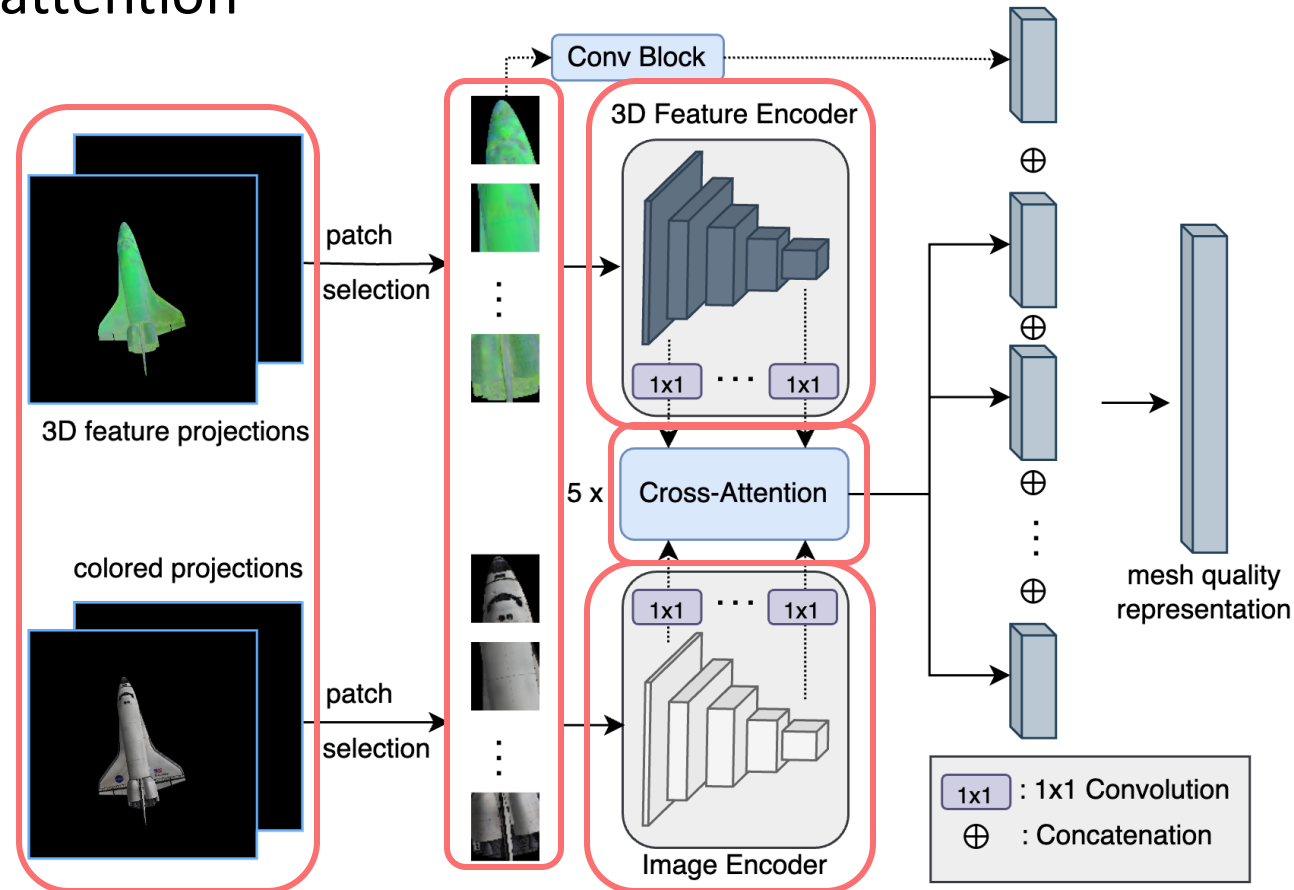 attention
Conv Block
3D Feature Encoder
patch
selection
1x1
1x1
3D feature projections
5 x
Cross-Attention
colored projections
1x1
1x1
patch
selection
Image Encoder
mesh quality
representation
1x1 : 1x1 Convolution
⊕ : Concatenation